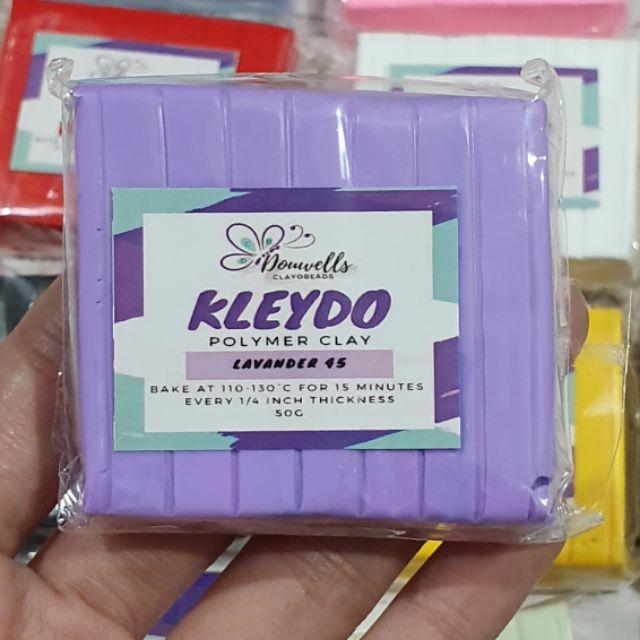 Donwells
CLAYOBEADS
KLEYDO
POLYMER CLAY
LAVANDER 45
BAKE AT 110-130°C FOR 15 MINUTES
EVERY 1/4 INCH THICKNESS
50G